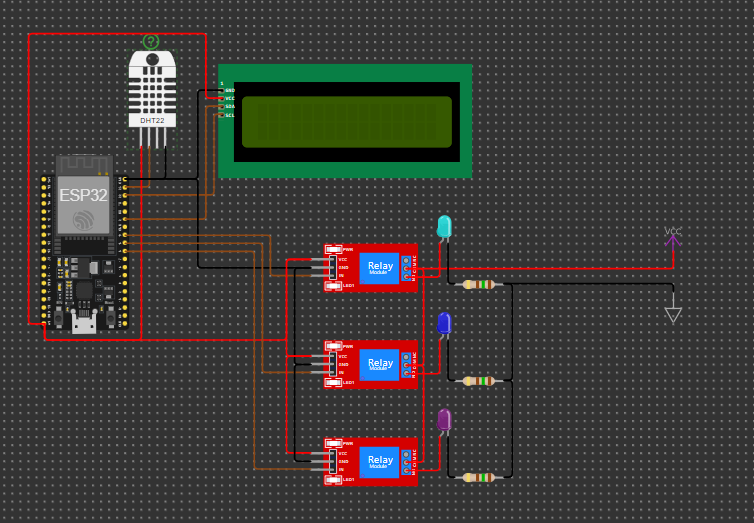 ?
DHT22
1
GND
VCC
SDA
SCL
ESP32
VCC
PWR
VCC
GND
IN
LED1
Relay
Module
PWR
VCC
GND
IN
LED1
Relay
Module
PWR
VCC
GND
IN
LED1
Relay
Module